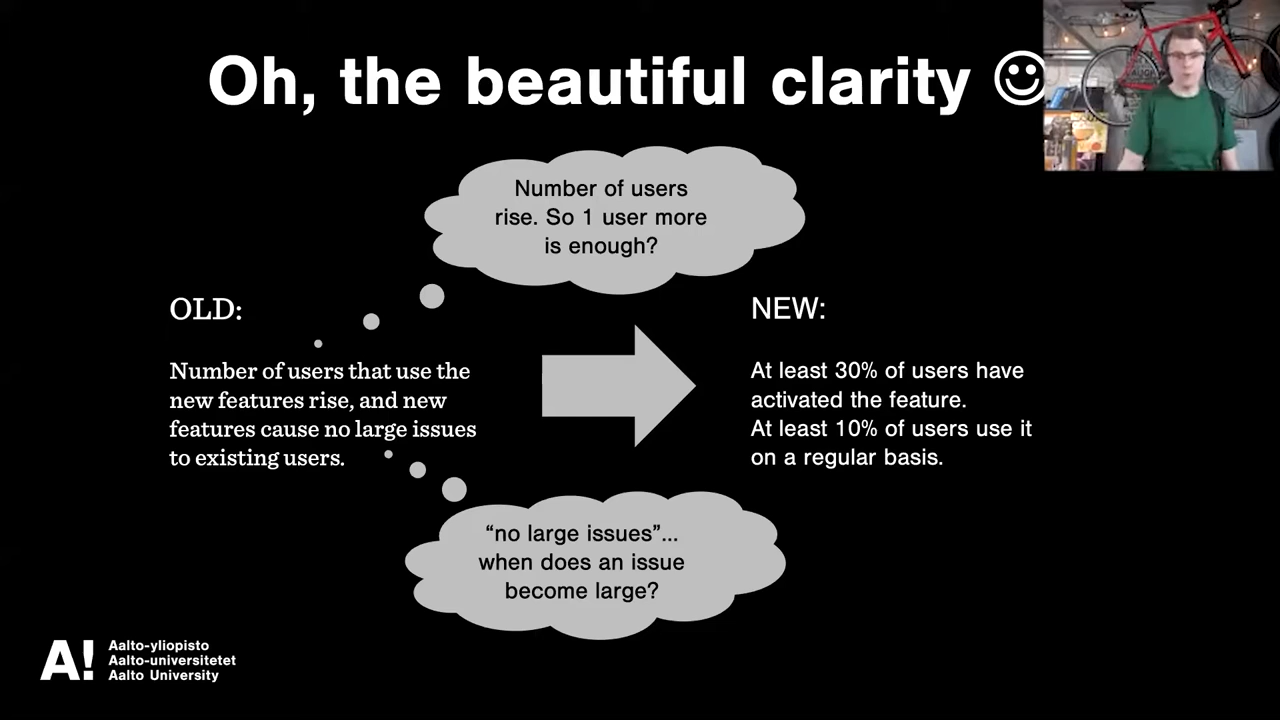 Oh, the beautiful clarity ☺
Number of users
rise. So 1 user more
is enough?
OLD:
Number of users that use the
new features rise, and new
features cause no large issues
to existing users.
NEW:
At least 30% of users have
activated the feature.
At least 10% of users use it
on a regular basis.
“no large issues”...
when does an issue
become large?
A!
Aalto-yliopisto
Aalto-universitetet
Aalto University